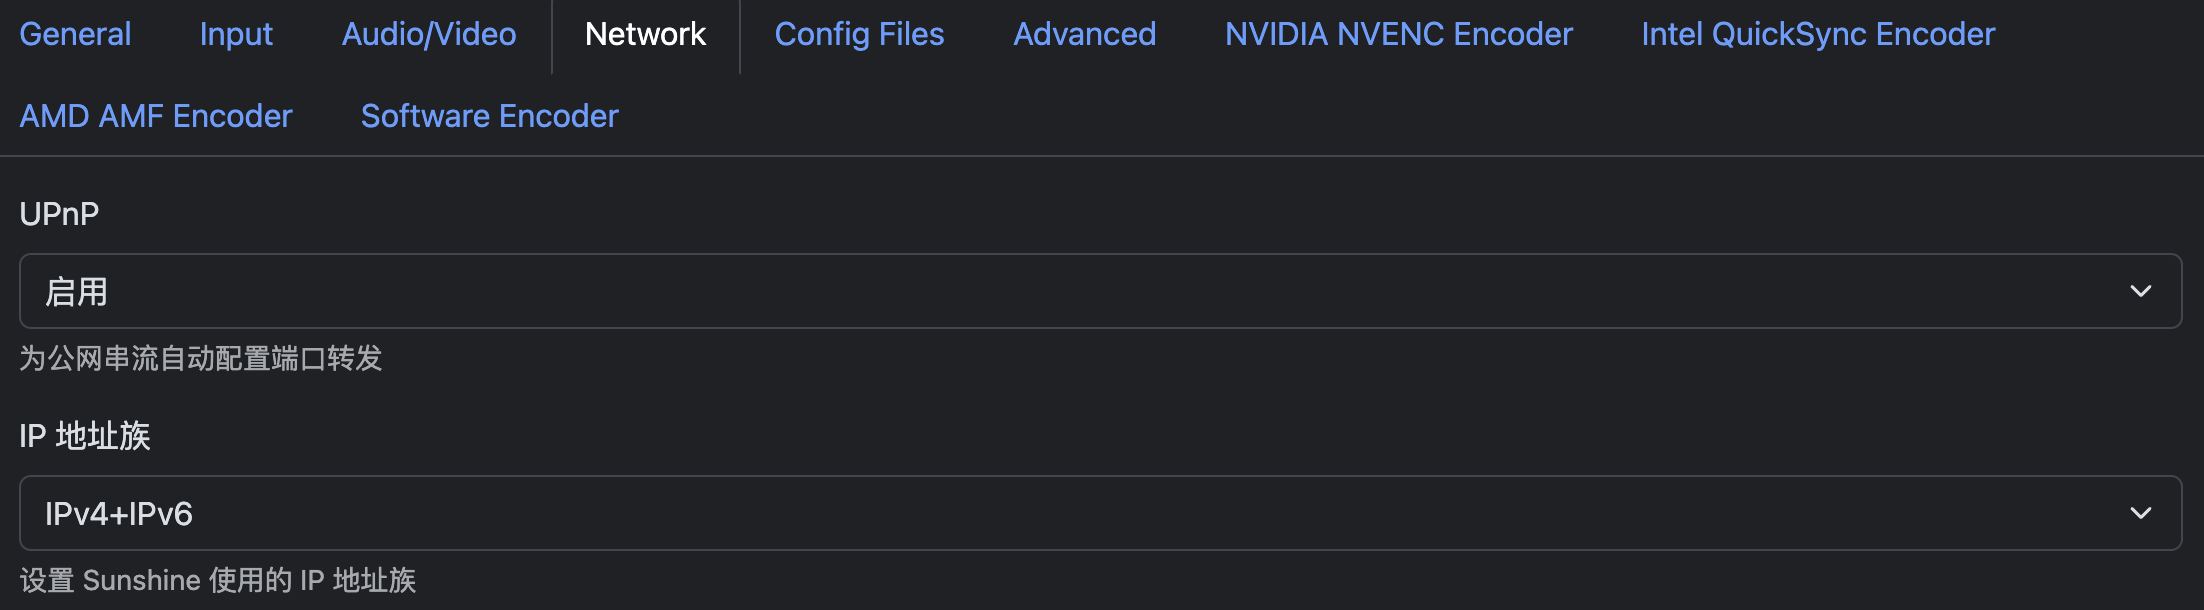 General Input Audio/Video Network Config Files Advanced NVIDIA NVENC Encoder Intel QuickSync Encoder
AMD AMF Encoder Software Encoder
UPnP
启用
为公网串流自动配置端口转发
IP 地址族
IPv4+IPv6
设置 Sunshine 使用的 IP 地址族